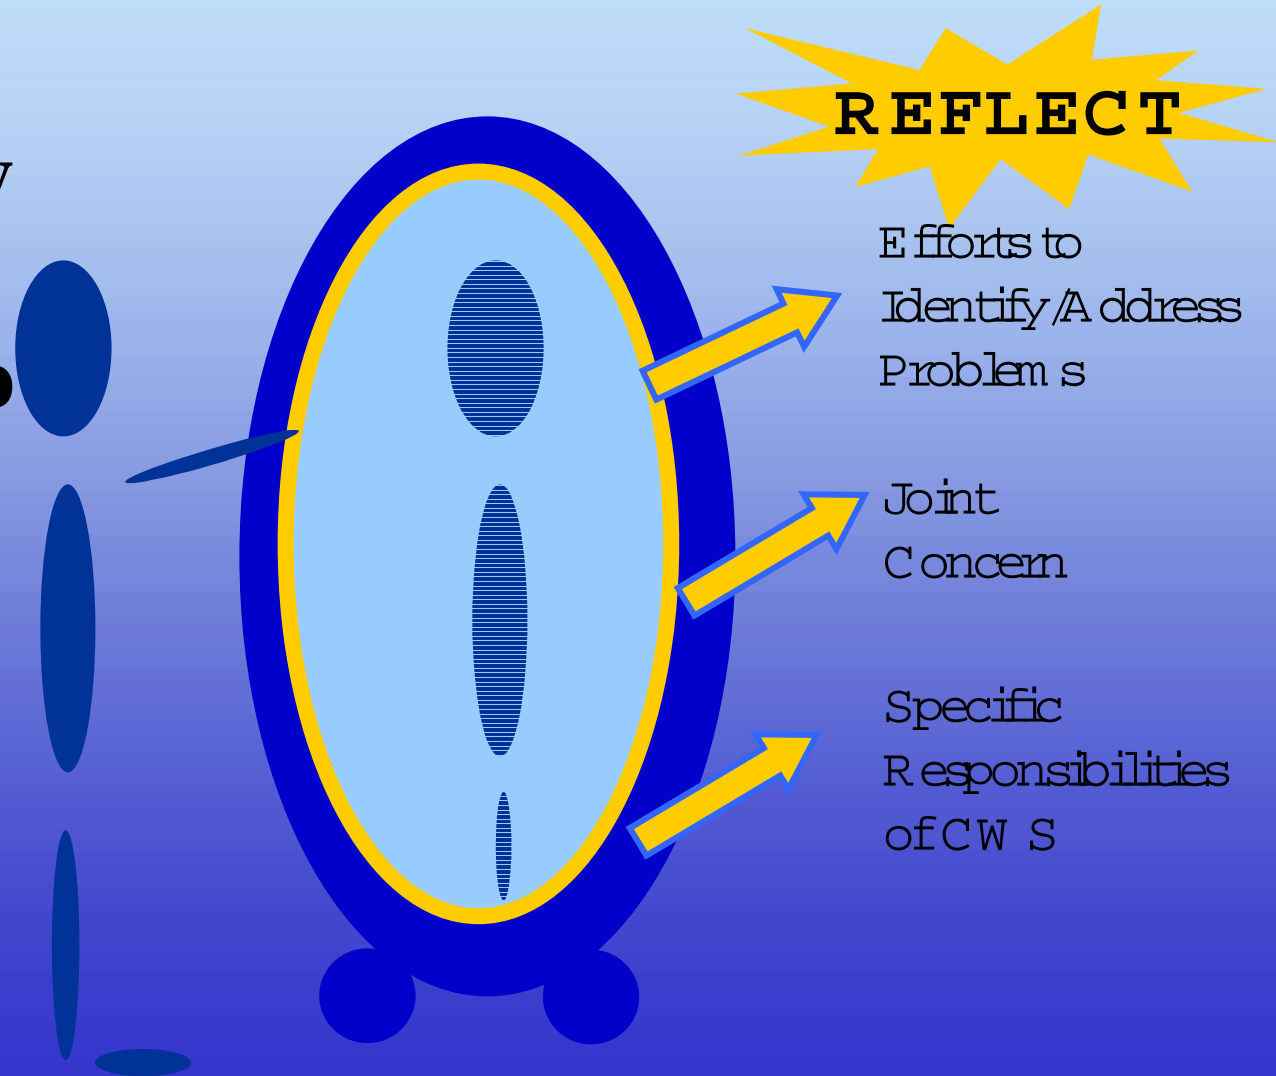 REFLECT
Efforts to
Identify/Address
Problems
Joint
Concern
Specific
Responsibilities
of CWS